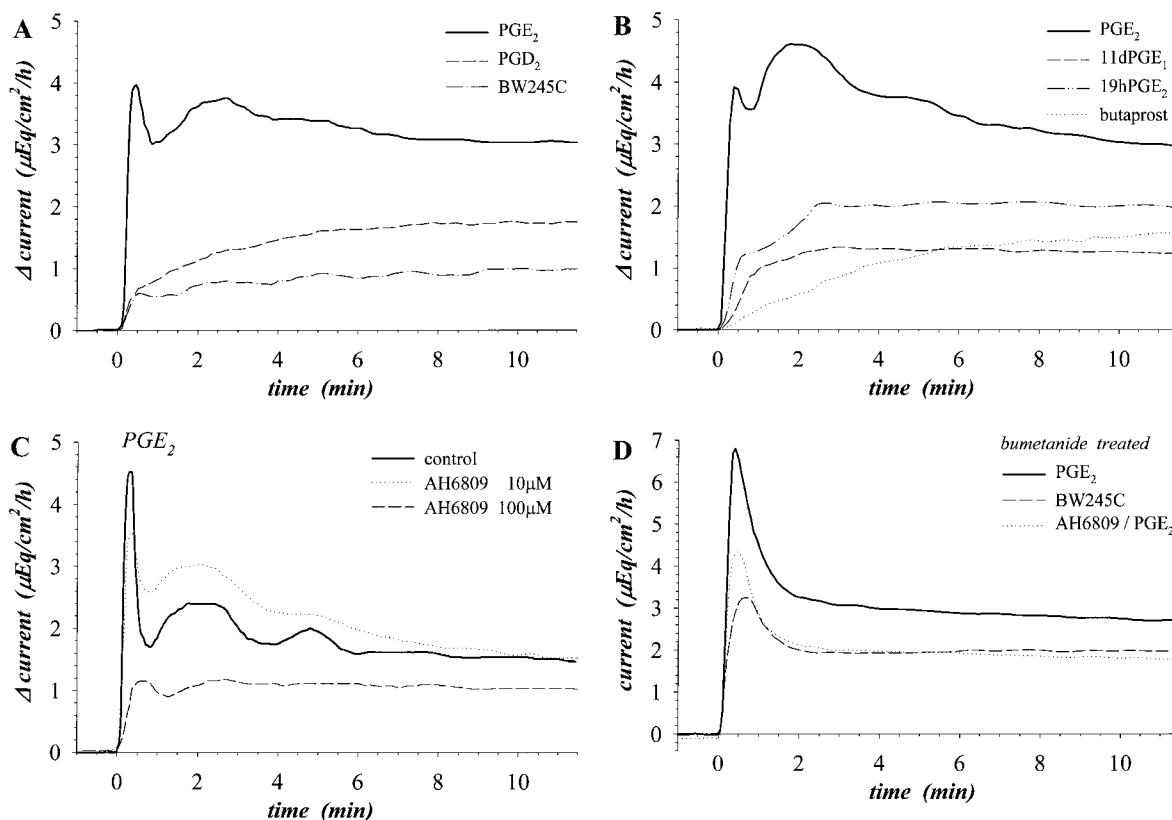 A
PGE₂
PGD₂
BW245C
Δ current (μEq/cm²/h)
5
4
3
2
1
0
0 2 4 6 8 10
time (min)
B
PGE₂
11dPGE₁
19hPGE₂
butaprost
Δ current (μEq/cm²/h)
5
4
3
2
1
0
0 2 4 6 8 10
time (min)
C
PGE₂
control
AH6809 10μM
AH6809 100μM
Δ current (μEq/cm²/h)
5
4
3
2
1
0
0 2 4 6 8 10
time (min)
D
bumetanide treated
PGE₂
BW245C
AH6809 / PGE₂
current (μEq/cm²/h)
7
6
5
4
3
2
1
0
0 2 4 6 8 10
time (min)